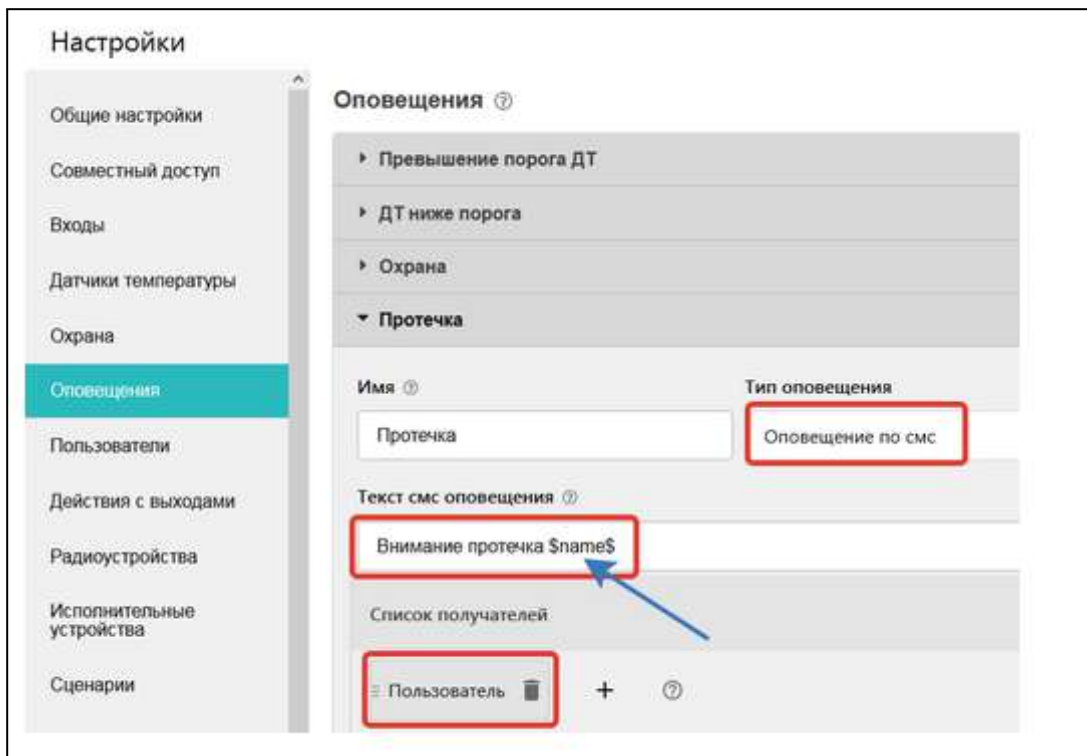 Настройки
Общие настройки
Совместный доступ
Входы
Датчики температуры
Охрана
Оповещения
Пользователи
Действия с выходами
Радиоустройства
Исполнительные
устройства
Сценарии
Оповещения ?
Превышение порога ДТ
ДТ ниже порога
Охрана
Протечка
Имя ? Тип оповещения
Протечка Оповещение по смс
Текст смс оповещения ?
Внимание протечка $name$
Список получателей
Пользователь + ?